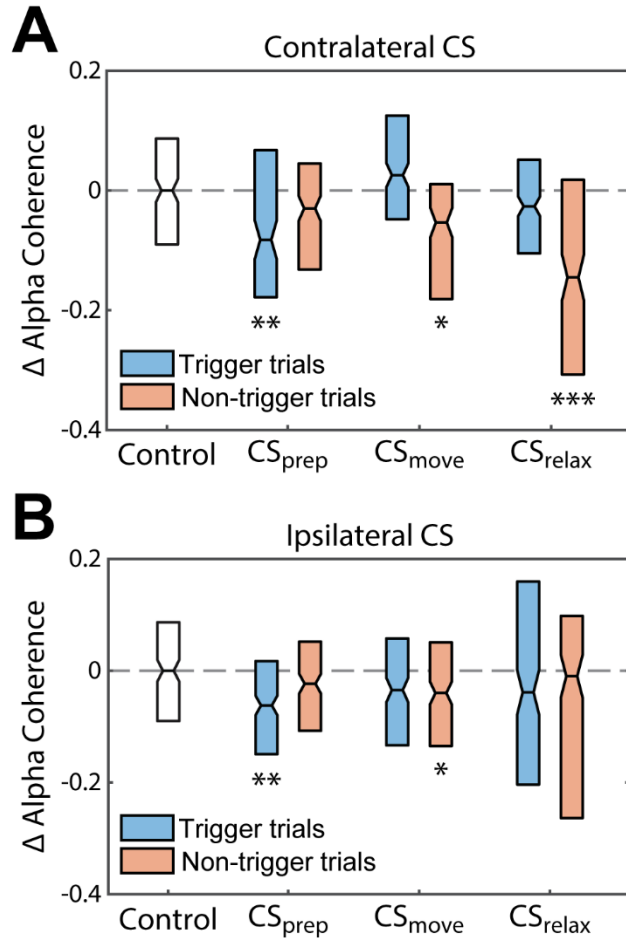 A
Contralateral CS
0.2
0
-0.2
-0.4
Δ Alpha Coherence
**
*
***
Trigger trials
Non-trigger trials
Control CSprep CSmove CSrelax
B
Ipsilateral CS
0.2
0
-0.2
-0.4
Δ Alpha Coherence
**
*
Trigger trials
Non-trigger trials
Control CSprep CSmove CSrelax